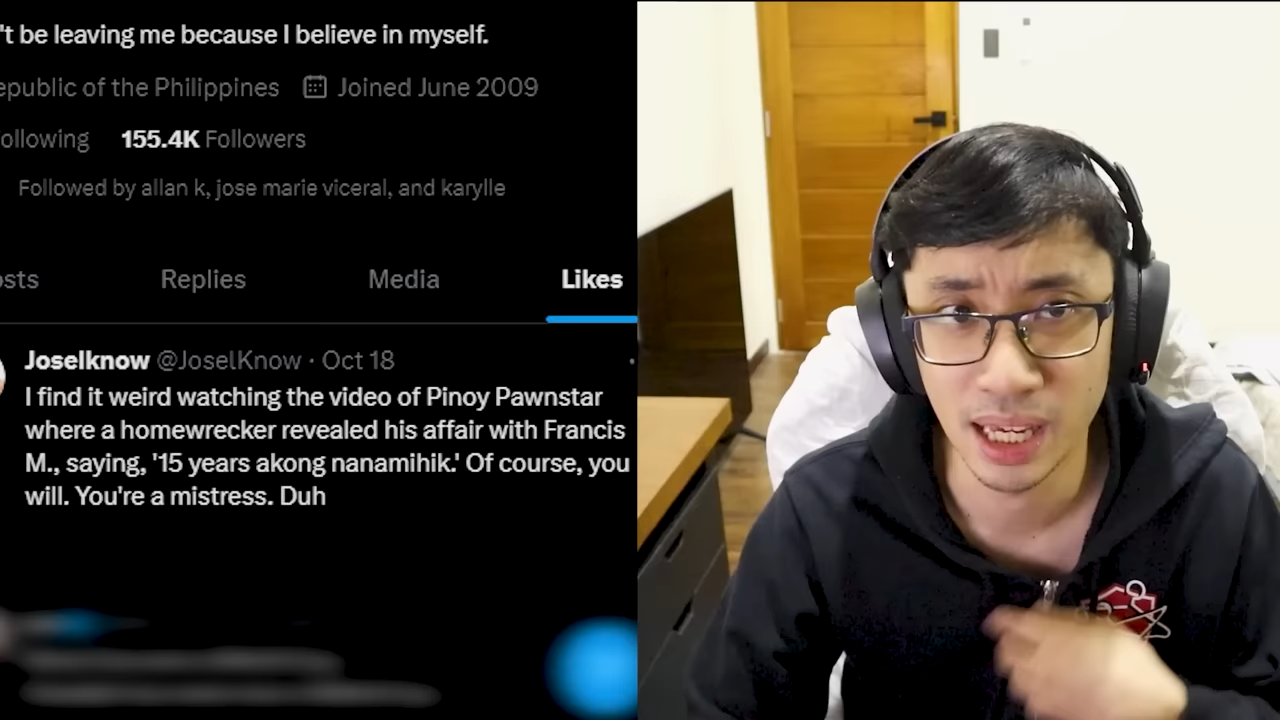 't be leaving me because I believe in myself.
epublic of the Philippines Joined June 2009
ollowing 155.4K Followers
Followed by allan k, jose marie viceral, and karylle
osts Replies Media Likes
Joselknow @JoselKnow · Oct 18
I find it weird watching the video of Pinoy Pawnstar
where a homewrecker revealed his affair with Francis
M., saying, '15 years akong nanamihik.' Of course, you
will. You're a mistress. Duh